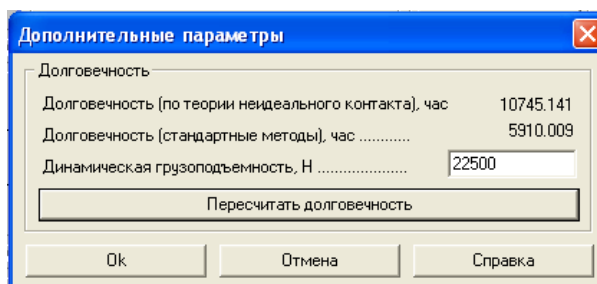 Дополнительные параметры
Долговечность
Долговечность (по теории неидеального контакта), час 10745.141
Долговечность (стандартные методы), час ............ 5910.009
Динамическая грузоподъемность, Н ..................... 22500
Пересчитать долговечность
Ok Отмена Справка